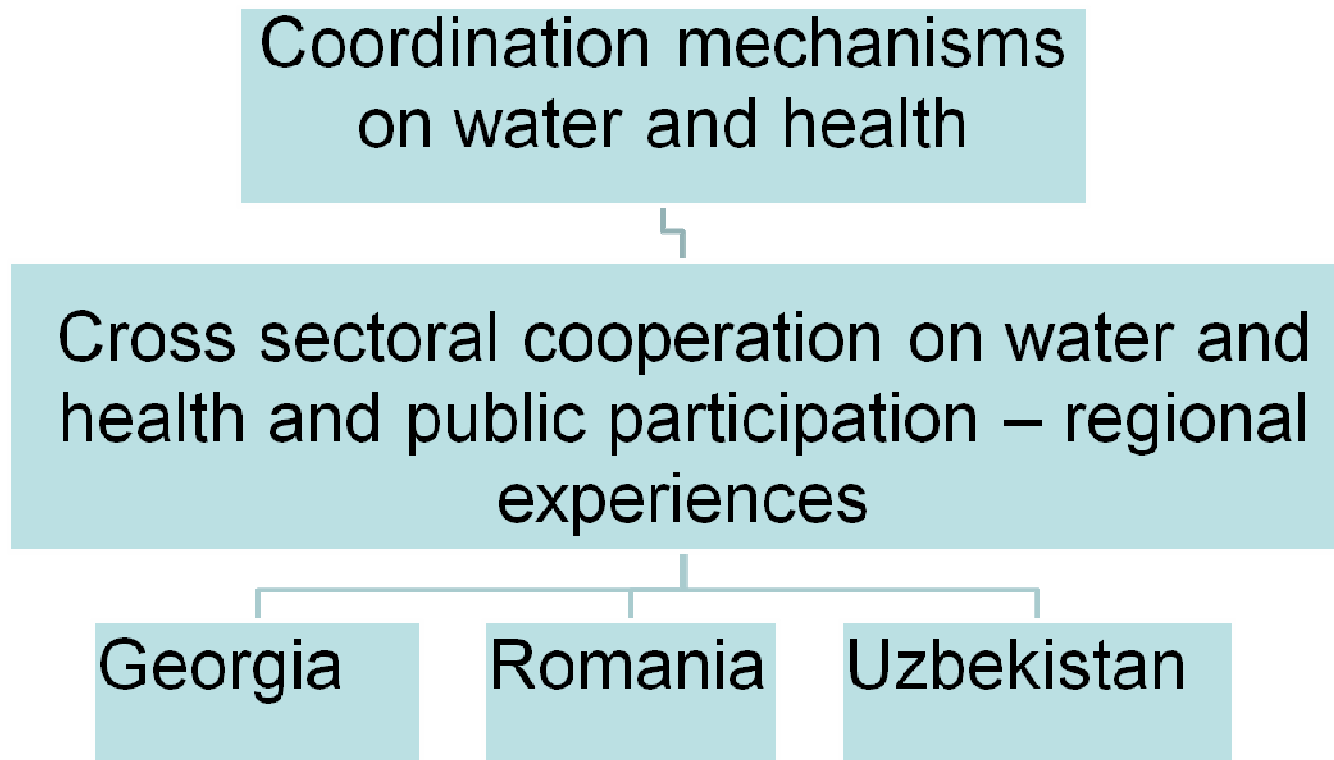 Coordination mechanisms
on water and health
Cross sectoral cooperation on water and
health and public participation – regional
experiences
Georgia
Romania
Uzbekistan